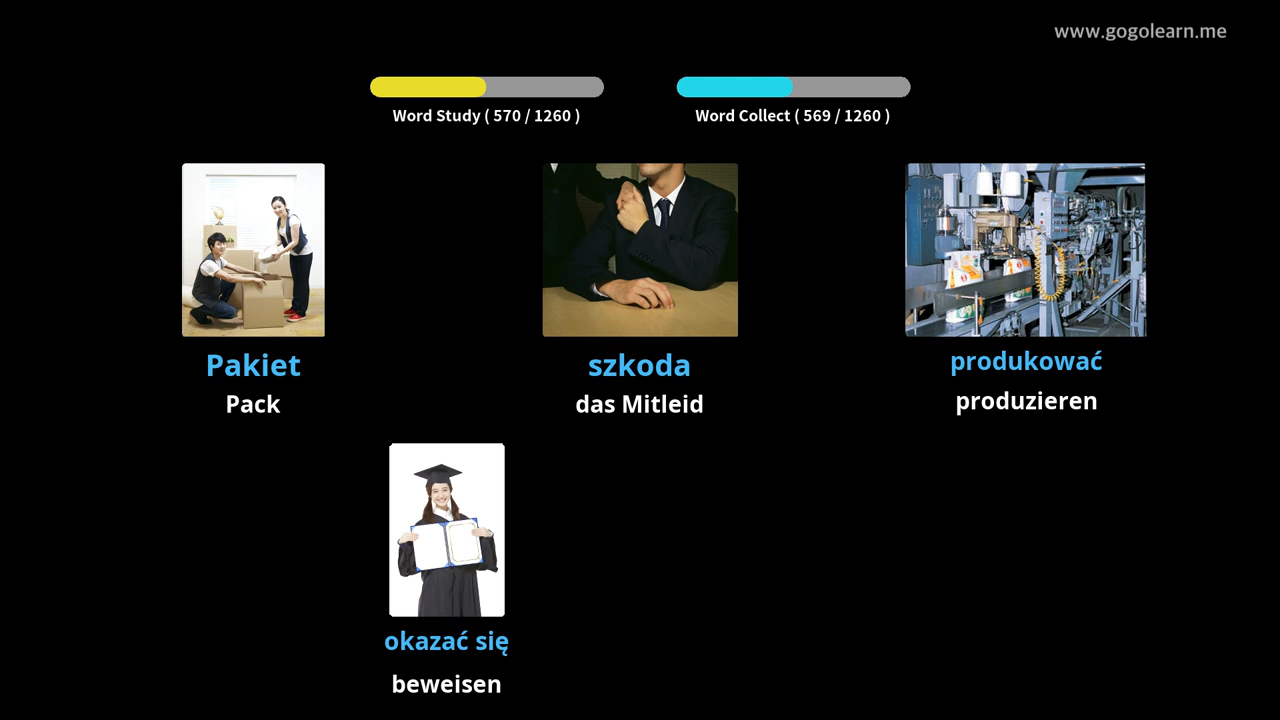 www.gogolearn.me
Word Study ( 570 / 1260 )
Word Collect ( 569 / 1260 )
Pakiet
Pack
szkoda
das Mitleid
produkować
produzieren
okazać się
beweisen